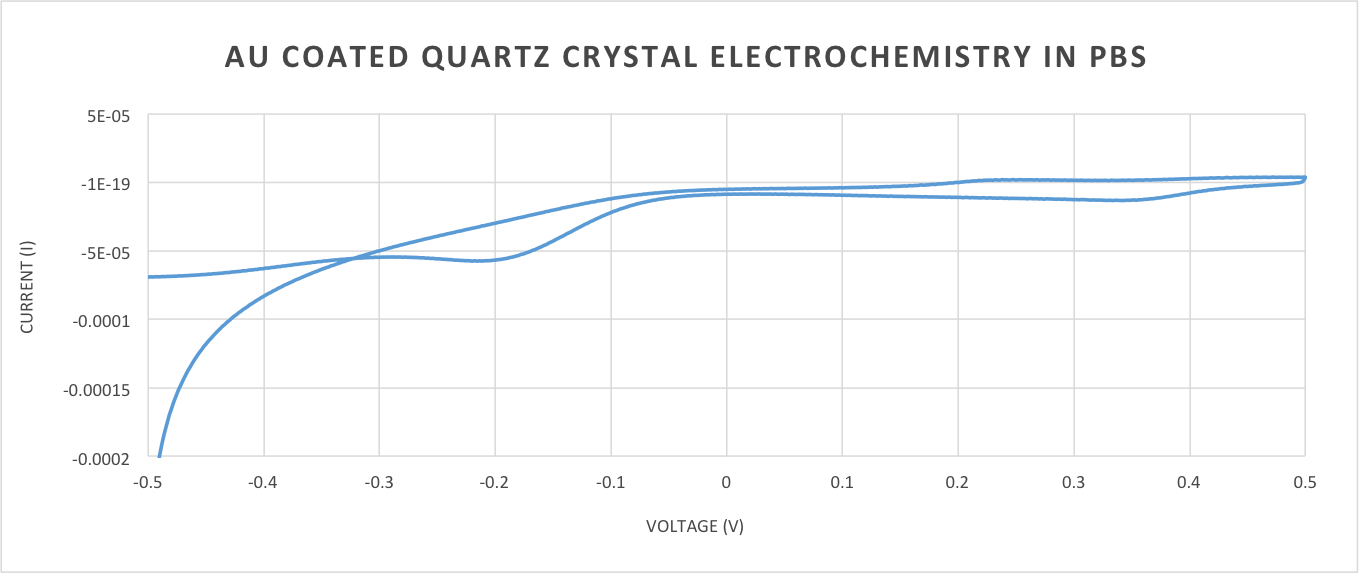 AU COATED QUARTZ CRYSTAL ELECTROCHEMISTRY IN PBS
5E-05
-1E-19
-5E-05
-0.0001
-0.00015
-0.0002
CURRENT (I)
-0.5 -0.4 -0.3 -0.2 -0.1 0 0.1 0.2 0.3 0.4 0.5
VOLTAGE (V)